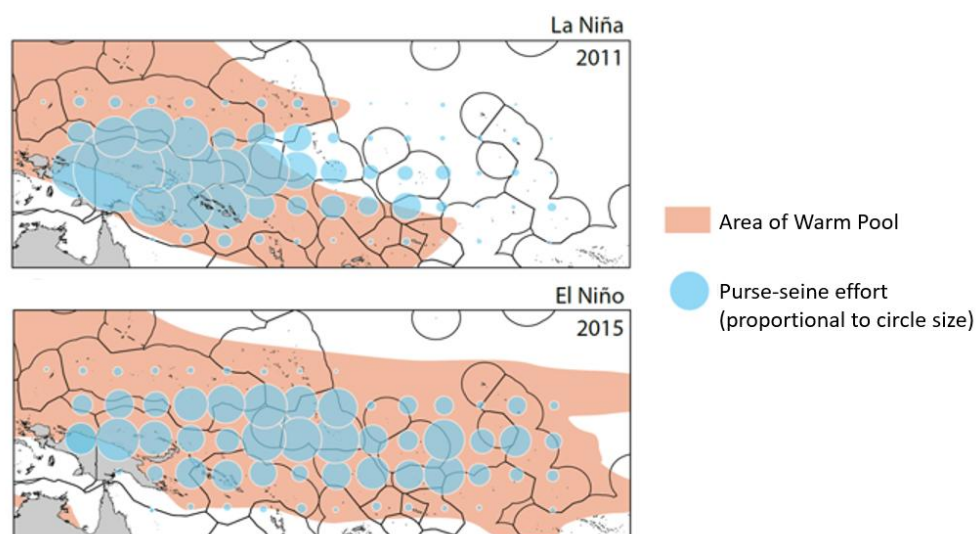 La Niña
2011
Area of Warm Pool
Purse-seine effort
(proportional to circle size)
El Niño
2015